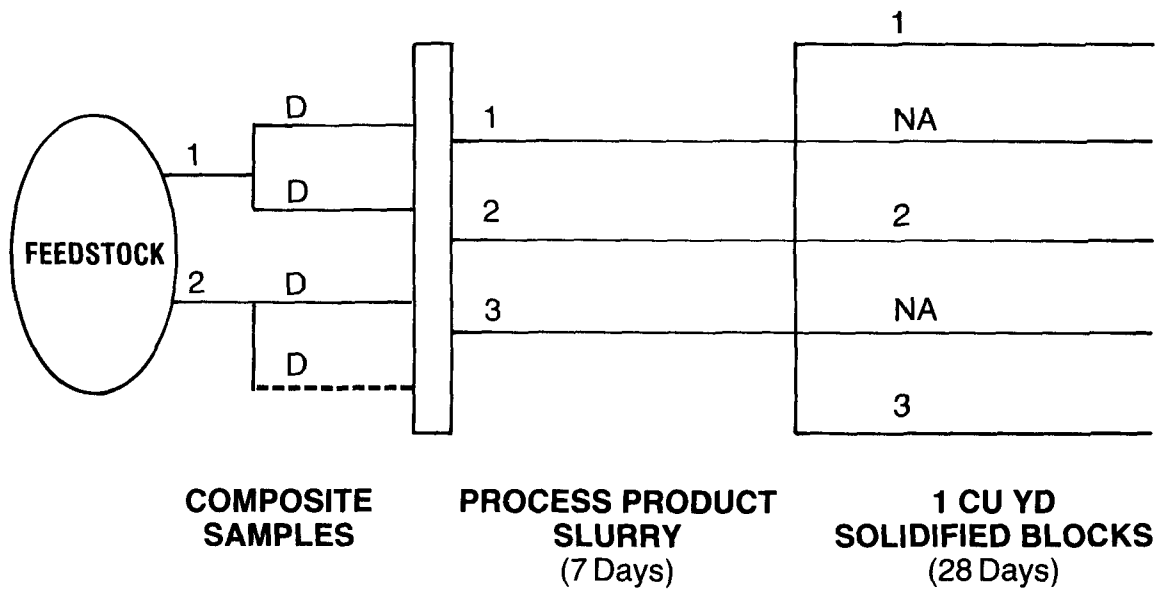 1
D
1
NA
1
D
2
2
FEEDSTOCK
2
D
3
NA
D
3
COMPOSITE
SAMPLES
PROCESS PRODUCT
SLURRY
(7 Days)
1 CU YD
SOLIDIFIED BLOCKS
(28 Days)